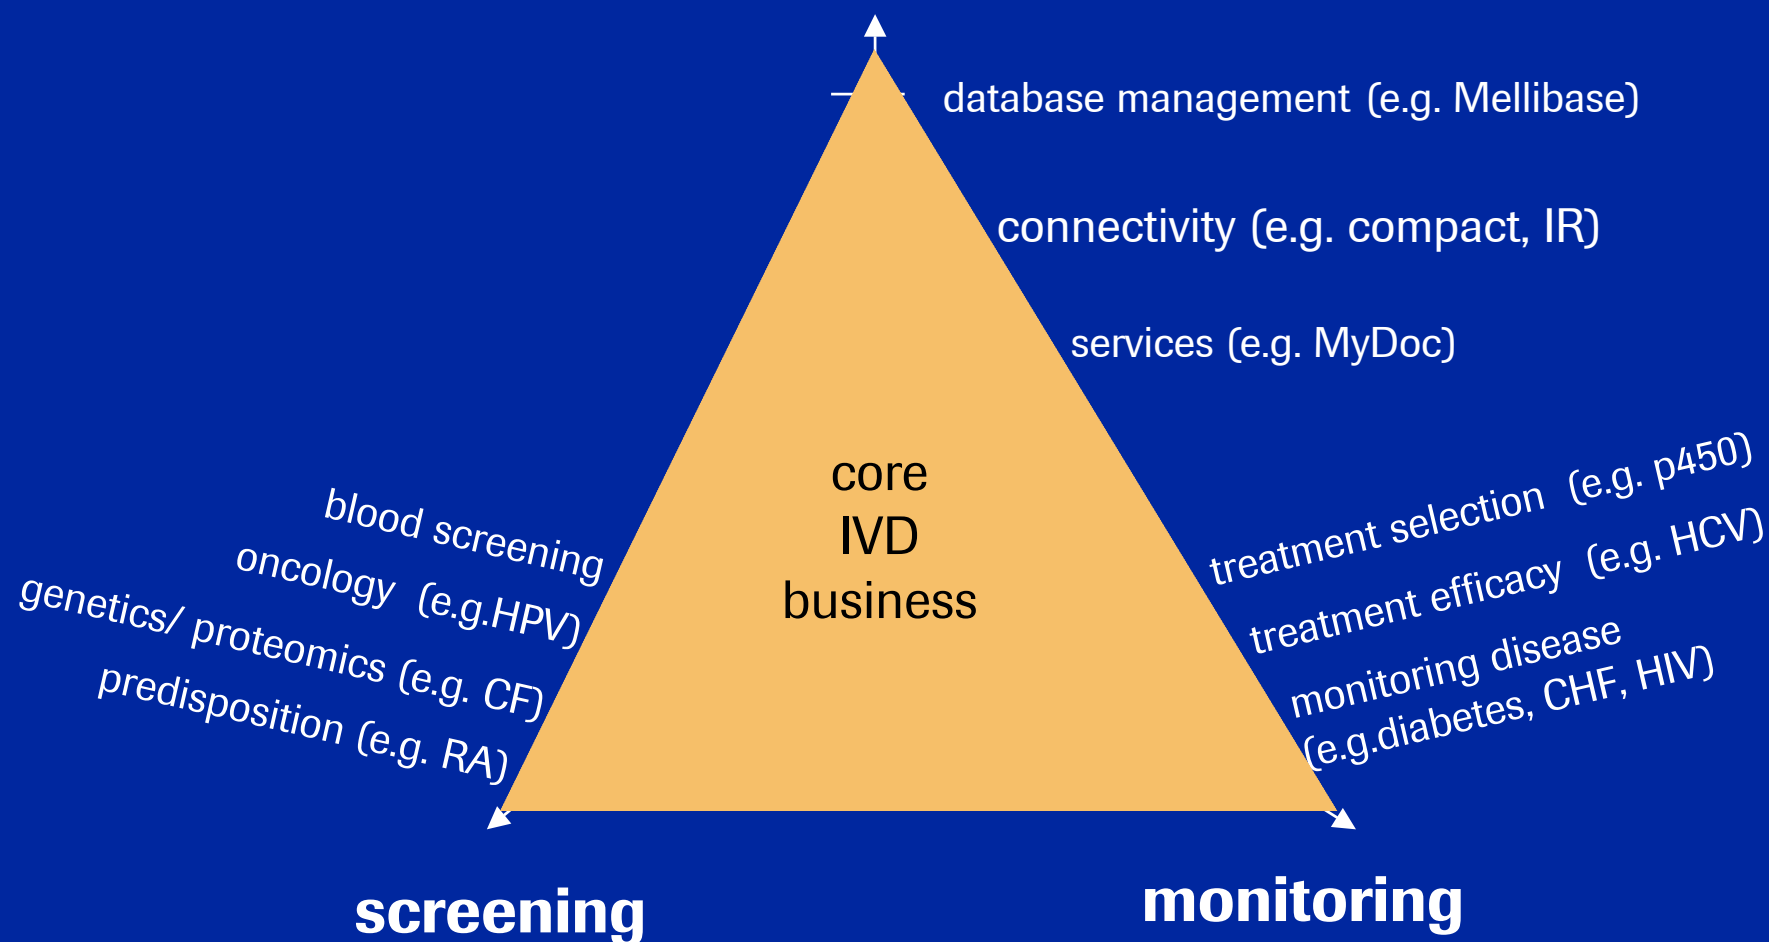 database management (e.g. Mellibase)
connectivity (e.g. compact, IR)
services (e.g. MyDoc)
core
IVD
business
blood screening
oncology (e.g.HPV)
genetics/ proteomics (e.g. CF)
predisposition (e.g. RA)
treatment selection (e.g. p450)
treatment efficacy (e.g. HCV)
monitoring disease
(e.g.diabetes, CHF, HIV)
screening
monitoring